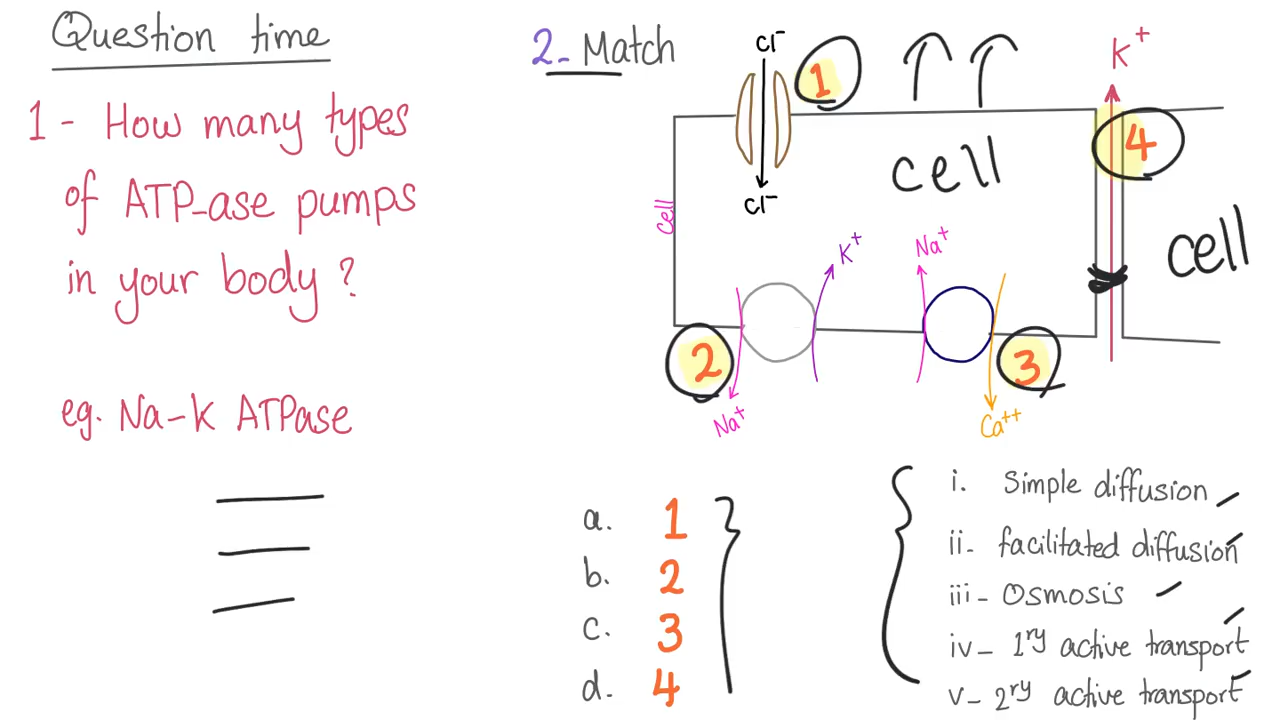 Question time
1 - How many types
of ATP-ase pumps
in your body ?
eg. Na-K ATPase
2- Match
Cl⁻
1
Cl⁻
cell
cell
K⁺
4
cell
K⁺
Na⁺
2
Na⁺
3
Ca⁺⁺
a. 1
b. 2
c. 3
d. 4
i. Simple diffusion
ii- facilitated diffusion
iii- Osmosis
iv- 1ʳʸ active transport
v- 2ʳʸ active transport